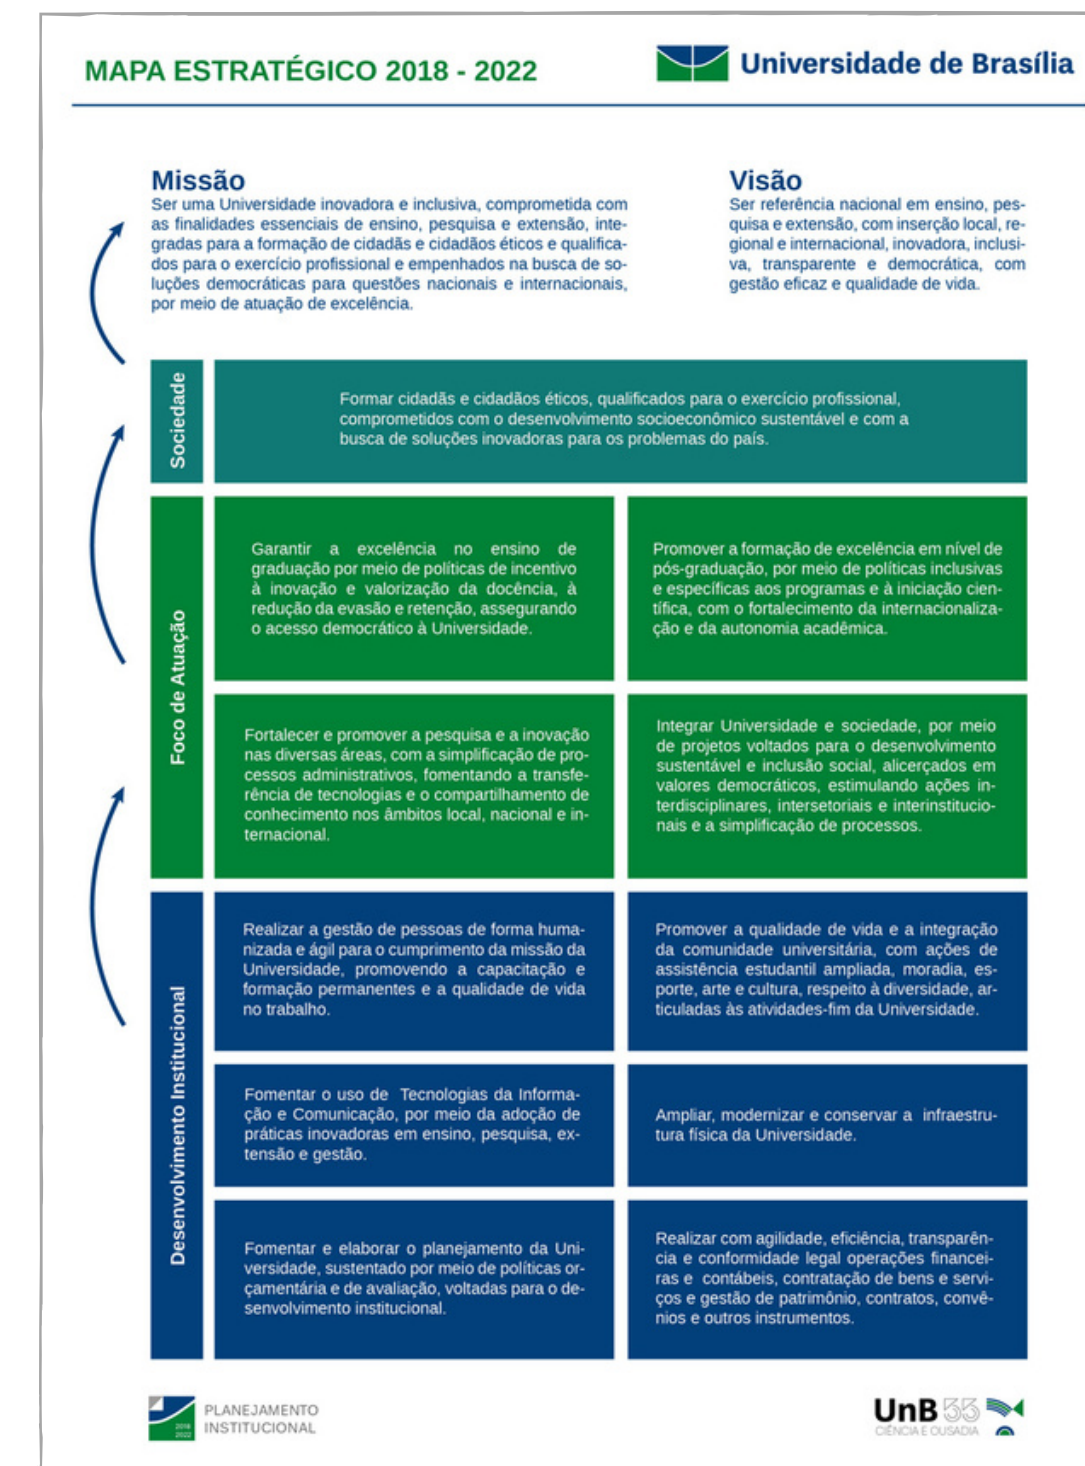 MAPA ESTRATÉGICO 2018 - 2022
Universidade de Brasília
Missão
Ser uma Universidade inovadora e inclusiva, comprometida com
as finalidades essenciais de ensino, pesquisa e extensão, inte-
gradas para a formação de cidadãs e cidadãos éticos e qualifica-
dos para o exercício profissional e empenhados na busca de so-
luções democráticas para questões nacionais e internacionais,
por meio de atuação de excelência.
Visão
Ser referência nacional em ensino, pes-
quisa e extensão, com inserção local, re-
gional e internacional, inovadora, inclusi-
va, transparente e democrática, com
gestão eficaz e qualidade de vida.
Sociedade
Formar cidadãs e cidadãos éticos, qualificados para o exercício profissional,
comprometidos com o desenvolvimento socioeconômico sustentável e com a
busca de soluções inovadoras para os problemas do país.
Foco de Atuação
Garantir a excelência no ensino de
graduação por meio de políticas de incentivo
à inovação e valorização da docência, à
redução da evasão e retenção, assegurando
o acesso democrático à Universidade.
Promover a formação de excelência em nível de
pós-graduação, por meio de políticas inclusivas
e específicas aos programas e à iniciação cien-
tífica, com o fortalecimento da internacionaliza-
ção e da autonomia acadêmica.
Fortalecer e promover a pesquisa e a inovação
nas diversas áreas, com a simplificação de pro-
cessos administrativos, fomentando a transfe-
rência de tecnologias e o compartilhamento de
conhecimento nos âmbitos local, nacional e in-
ternacional.
Integrar Universidade e sociedade, por meio
de projetos voltados para o desenvolvimento
sustentável e inclusão social, alicerçados em
valores democráticos, estimulando ações in-
terdisciplinares, intersetoriais e interinstitucio-
nais e a simplificação de processos.
Desenvolvimento Institucional
Realizar a gestão de pessoas de forma huma-
nizada e ágil para o cumprimento da missão da
Universidade, promovendo a capacitação e
formação permanentes e a qualidade de vida
no trabalho.
Promover a qualidade de vida e a integração
da comunidade universitária, com ações de
assistência estudantil ampliada, moradia, es-
porte, arte e cultura, respeito à diversidade, ar-
ticuladas às atividades-fim da Universidade.
Fomentar o uso de Tecnologias da Informa-
ção e Comunicação, por meio da adoção de
práticas inovadoras em ensino, pesquisa, ex-
tensão e gestão.
Ampliar, modernizar e conservar a infraestru-
tura física da Universidade.
Fomentar e elaborar o planejamento da Uni-
versidade, sustentado por meio de políticas or-
çamentária e de avaliação, voltadas para o de-
senvolvimento institucional.
Realizar com agilidade, eficiência, transparên-
cia e conformidade legal operações financei-
ras e contábeis, contratação de bens e servi-
ços e gestão de patrimônio, contratos, convê-
nios e outros instrumentos.
2018
2022
PLANEJAMENTO
INSTITUCIONAL
UnB 55
CIÊNCIA E OUSADIA